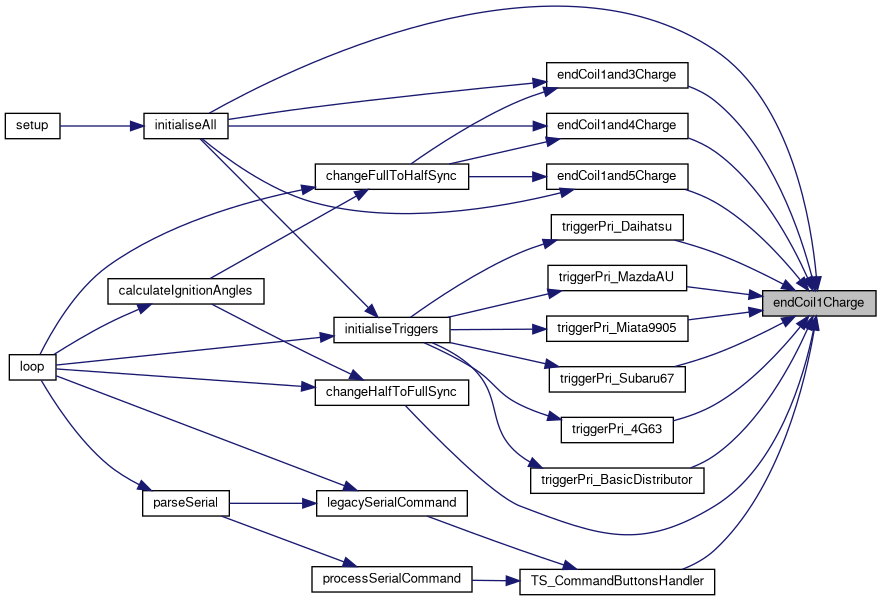 endCoil1and3Charge
setup
initialiseAll
endCoil1and4Charge
changeFullToHalfSync
endCoil1and5Charge
triggerPri_Daihatsu
triggerPri_MazdaAU
calculateIgnitionAngles
endCoil1Charge
initialiseTriggers
triggerPri_Miata9905
loop
triggerPri_Subaru67
changeHalfToFullSync
triggerPri_4G63
triggerPri_BasicDistributor
parseSerial
legacySerialCommand
processSerialCommand
TS_CommandButtonsHandler